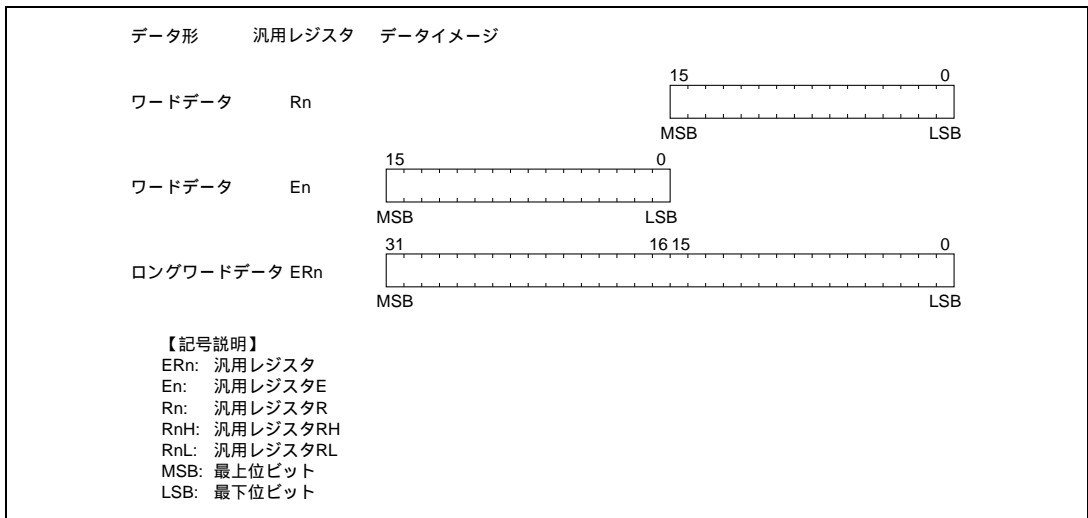 データ形 汎用レジスタ データイメージ
15 0
ワードデータ Rn
MSB LSB
15 0
ワードデータ En
MSB LSB
31 16 15 0
ロングワードデータ ERn
MSB LSB
【記号説明】
ERn: 汎用レジスタ
En: 汎用レジスタE
Rn: 汎用レジスタR
RnH: 汎用レジスタRH
RnL: 汎用レジスタRL
MSB: 最上位ビット
LSB: 最下位ビット